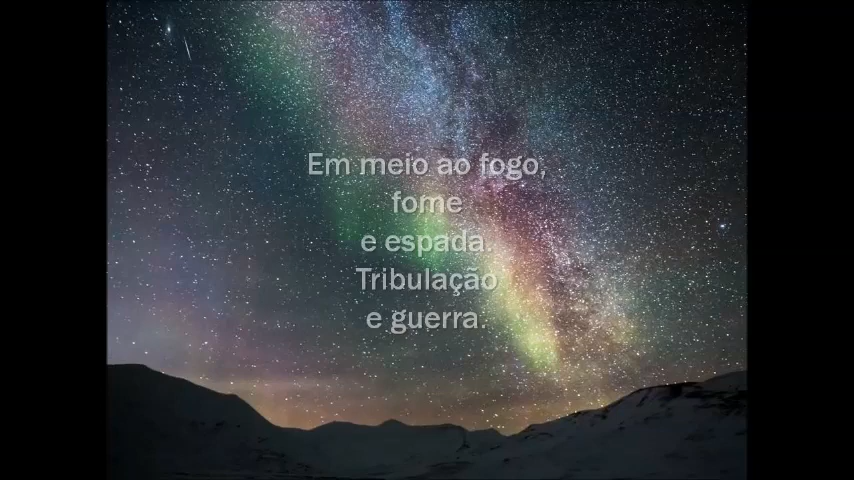 Em meio ao fogo,
fome
e espada.
Tribulação
e guerra.